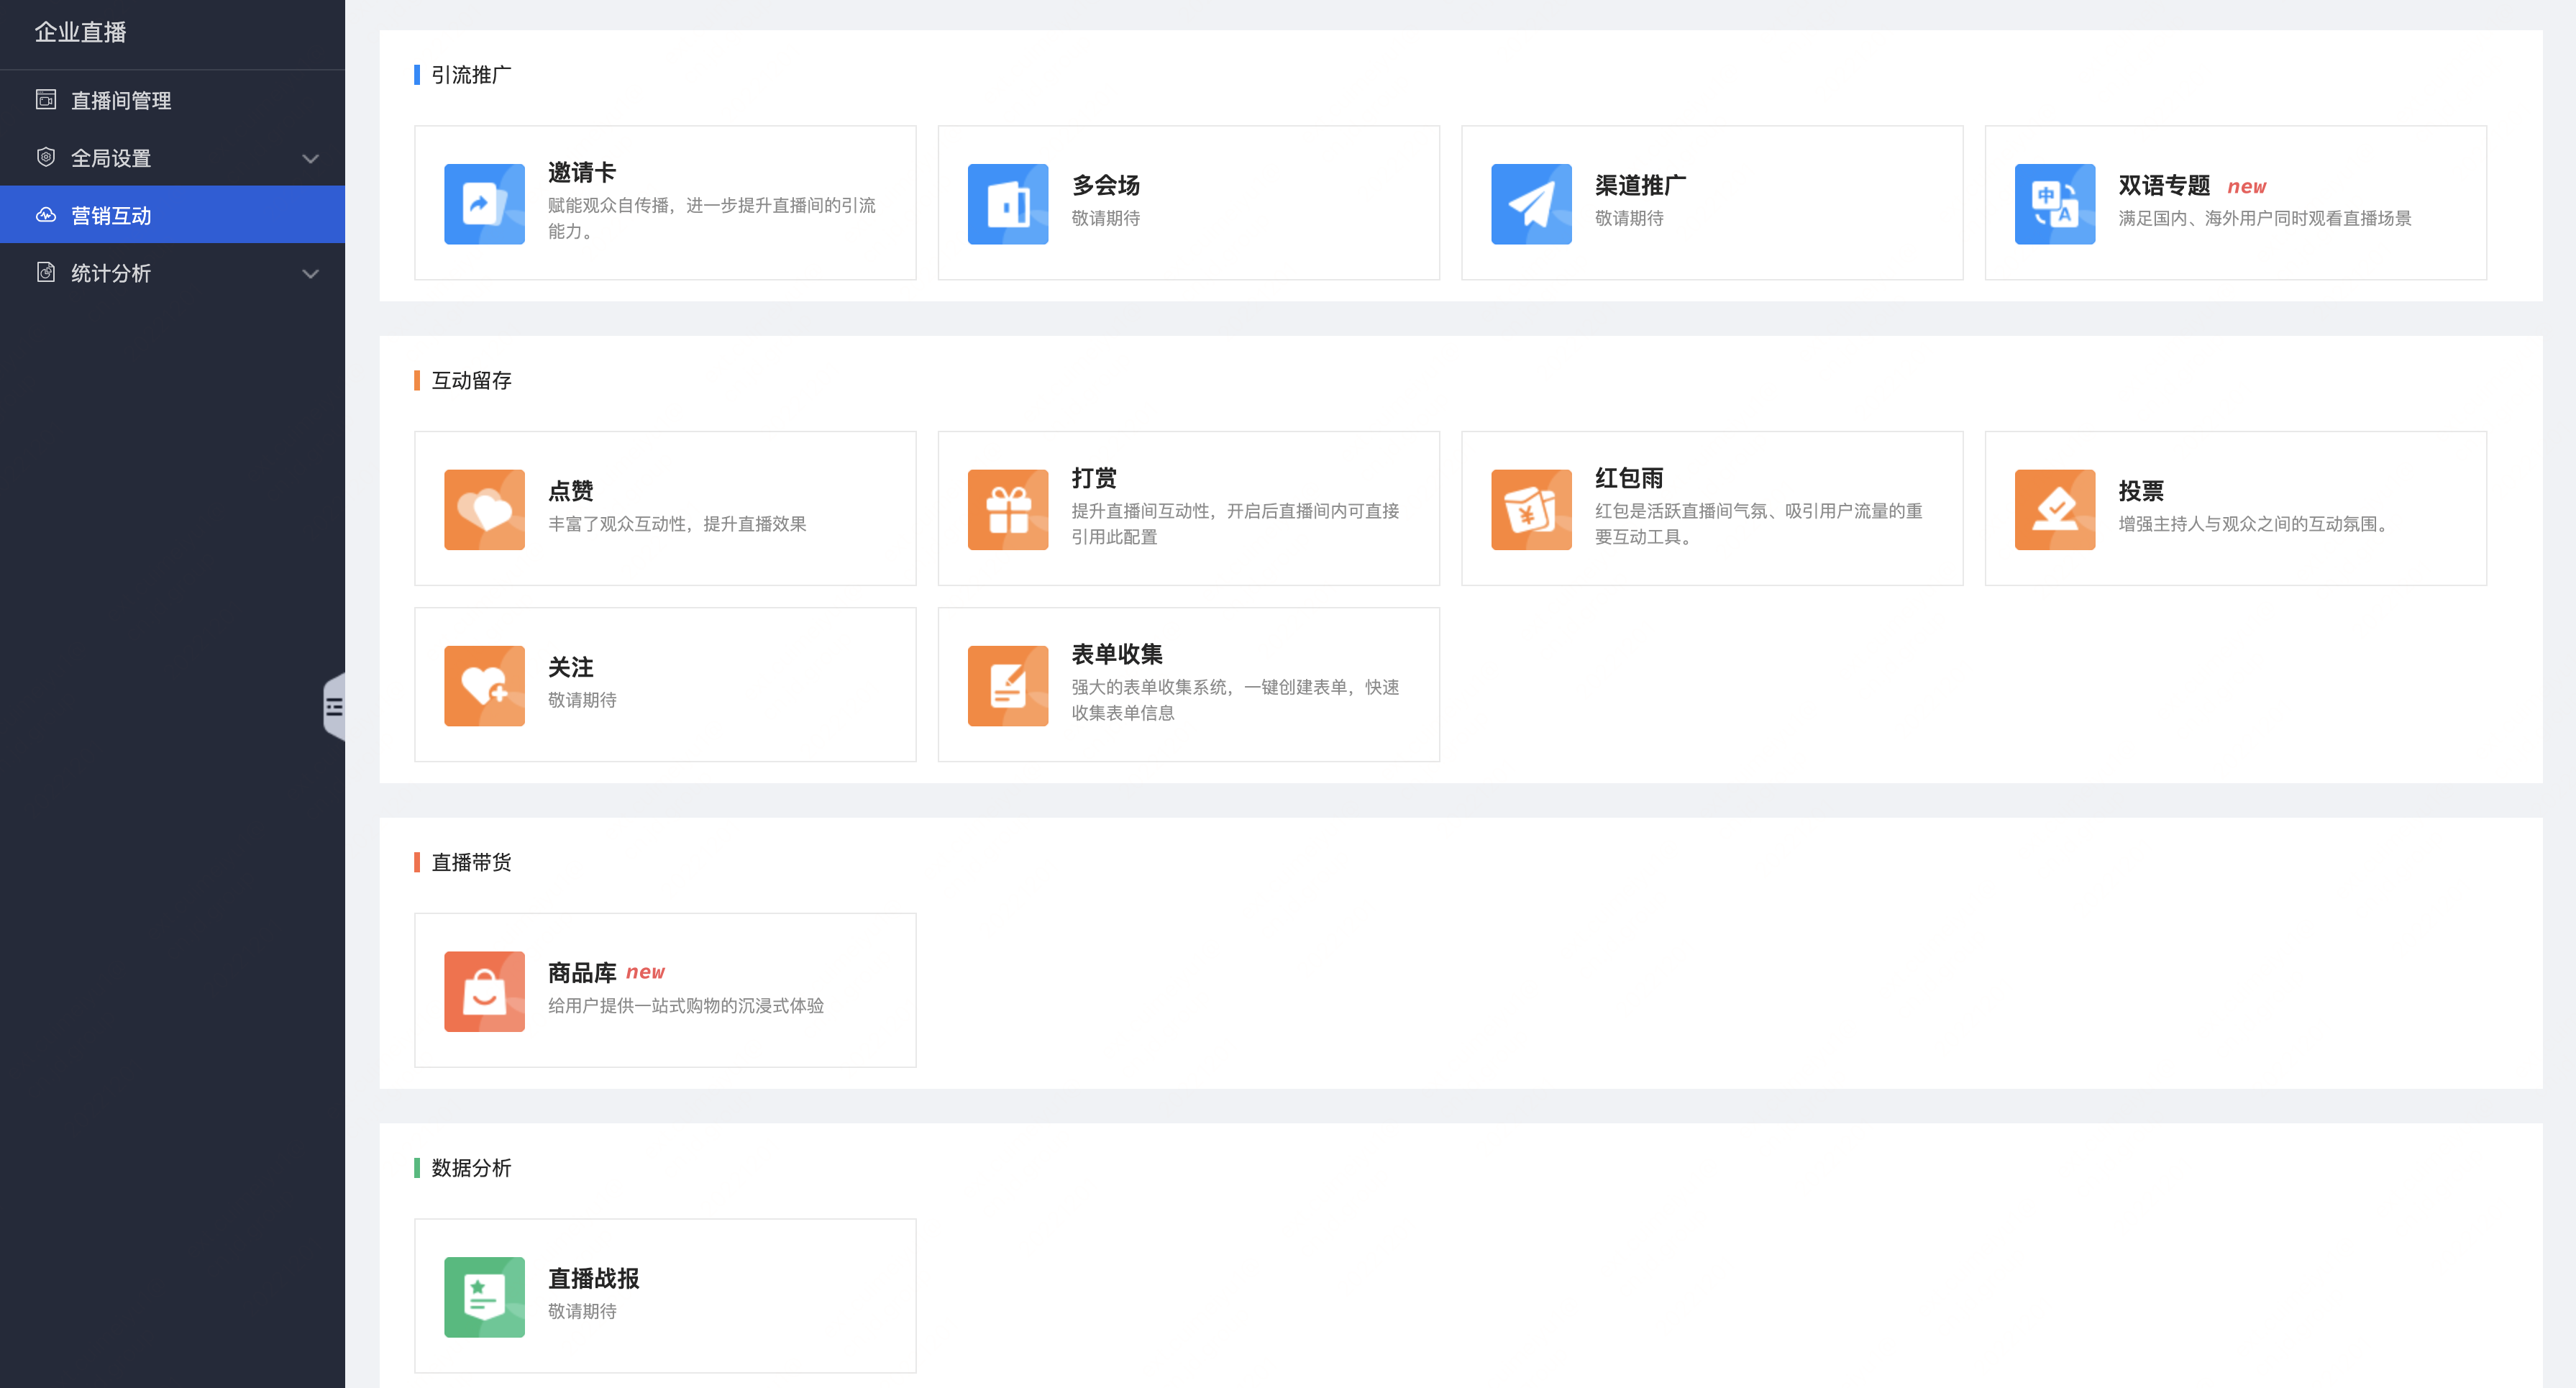 企业直播
直播间管理
全局设置
营销互动
统计分析
引流推广
邀请卡
赋能观众自传播，进一步提升直播间的引流
能力。
多会场
敬请期待
渠道推广
敬请期待
中
A
双语专题 new
满足国内、海外用户同时观看直播场景
互动留存
点赞
丰富了观众互动性，提升直播效果
打赏
提升直播间互动性，开启后直播间内可直接
引用此配置
¥
红包雨
红包是活跃直播间气氛、吸引用户流量的重
要互动工具。
投票
增强主持人与观众之间的互动氛围。
关注
敬请期待
表单收集
强大的表单收集系统，一键创建表单，快速
收集表单信息
直播带货
商品库 new
给用户提供一站式购物的沉浸式体验
数据分析
直播战报
敬请期待